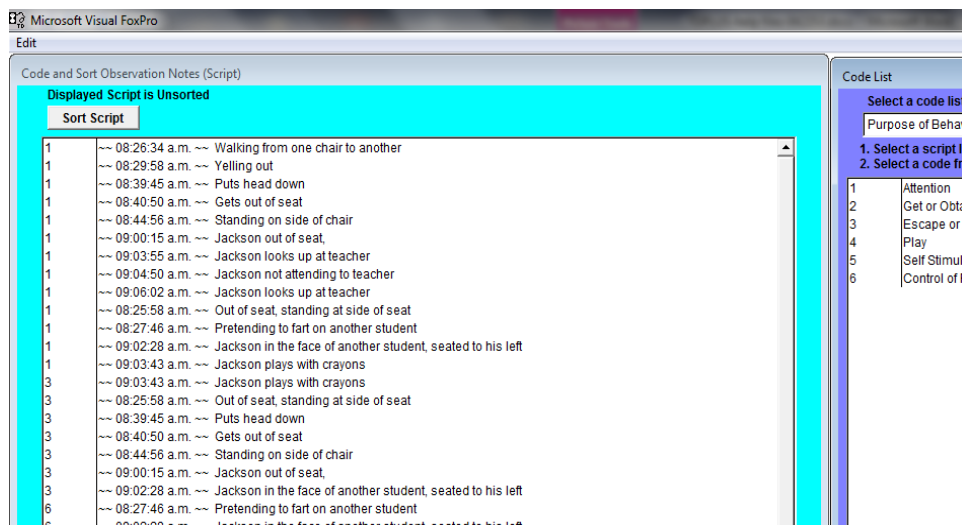 Microsoft Visual FoxPro
Edit
Code and Sort Observation Notes (Script)
Displayed Script is Unsorted
Sort Script
1 ~~ 08:26:34 a.m. ~~ Walking from one chair to another
1 ~~ 08:29:58 a.m. ~~ Yelling out
1 ~~ 08:39:45 a.m. ~~ Puts head down
1 ~~ 08:40:50 a.m. ~~ Gets out of seat
1 ~~ 08:44:56 a.m. ~~ Standing on side of chair
1 ~~ 09:00:15 a.m. ~~ Jackson out of seat,
1 ~~ 09:03:55 a.m. ~~ Jackson looks up at teacher
1 ~~ 09:04:50 a.m. ~~ Jackson not attending to teacher
1 ~~ 09:06:02 a.m. ~~ Jackson looks up at teacher
1 ~~ 08:25:58 a.m. ~~ Out of seat, standing at side of seat
1 ~~ 08:27:46 a.m. ~~ Pretending to fart on another student
1 ~~ 09:02:28 a.m. ~~ Jackson in the face of another student, seated to his left
1 ~~ 09:03:43 a.m. ~~ Jackson plays with crayons
3 ~~ 09:03:43 a.m. ~~ Jackson plays with crayons
3 ~~ 08:25:58 a.m. ~~ Out of seat, standing at side of seat
3 ~~ 08:39:45 a.m. ~~ Puts head down
3 ~~ 08:40:50 a.m. ~~ Gets out of seat
3 ~~ 08:44:56 a.m. ~~ Standing on side of chair
3 ~~ 09:00:15 a.m. ~~ Jackson out of seat,
3 ~~ 09:02:28 a.m. ~~ Jackson in the face of another student, seated to his left
6 ~~ 08:27:46 a.m. ~~ Pretending to fart on another student
Code List
Select a code list
Purpose of Behav
1. Select a script l
2. Select a code fr
1 Attention
2 Get or Obta
3 Escape or
4 Play
5 Self Stimul
6 Control of